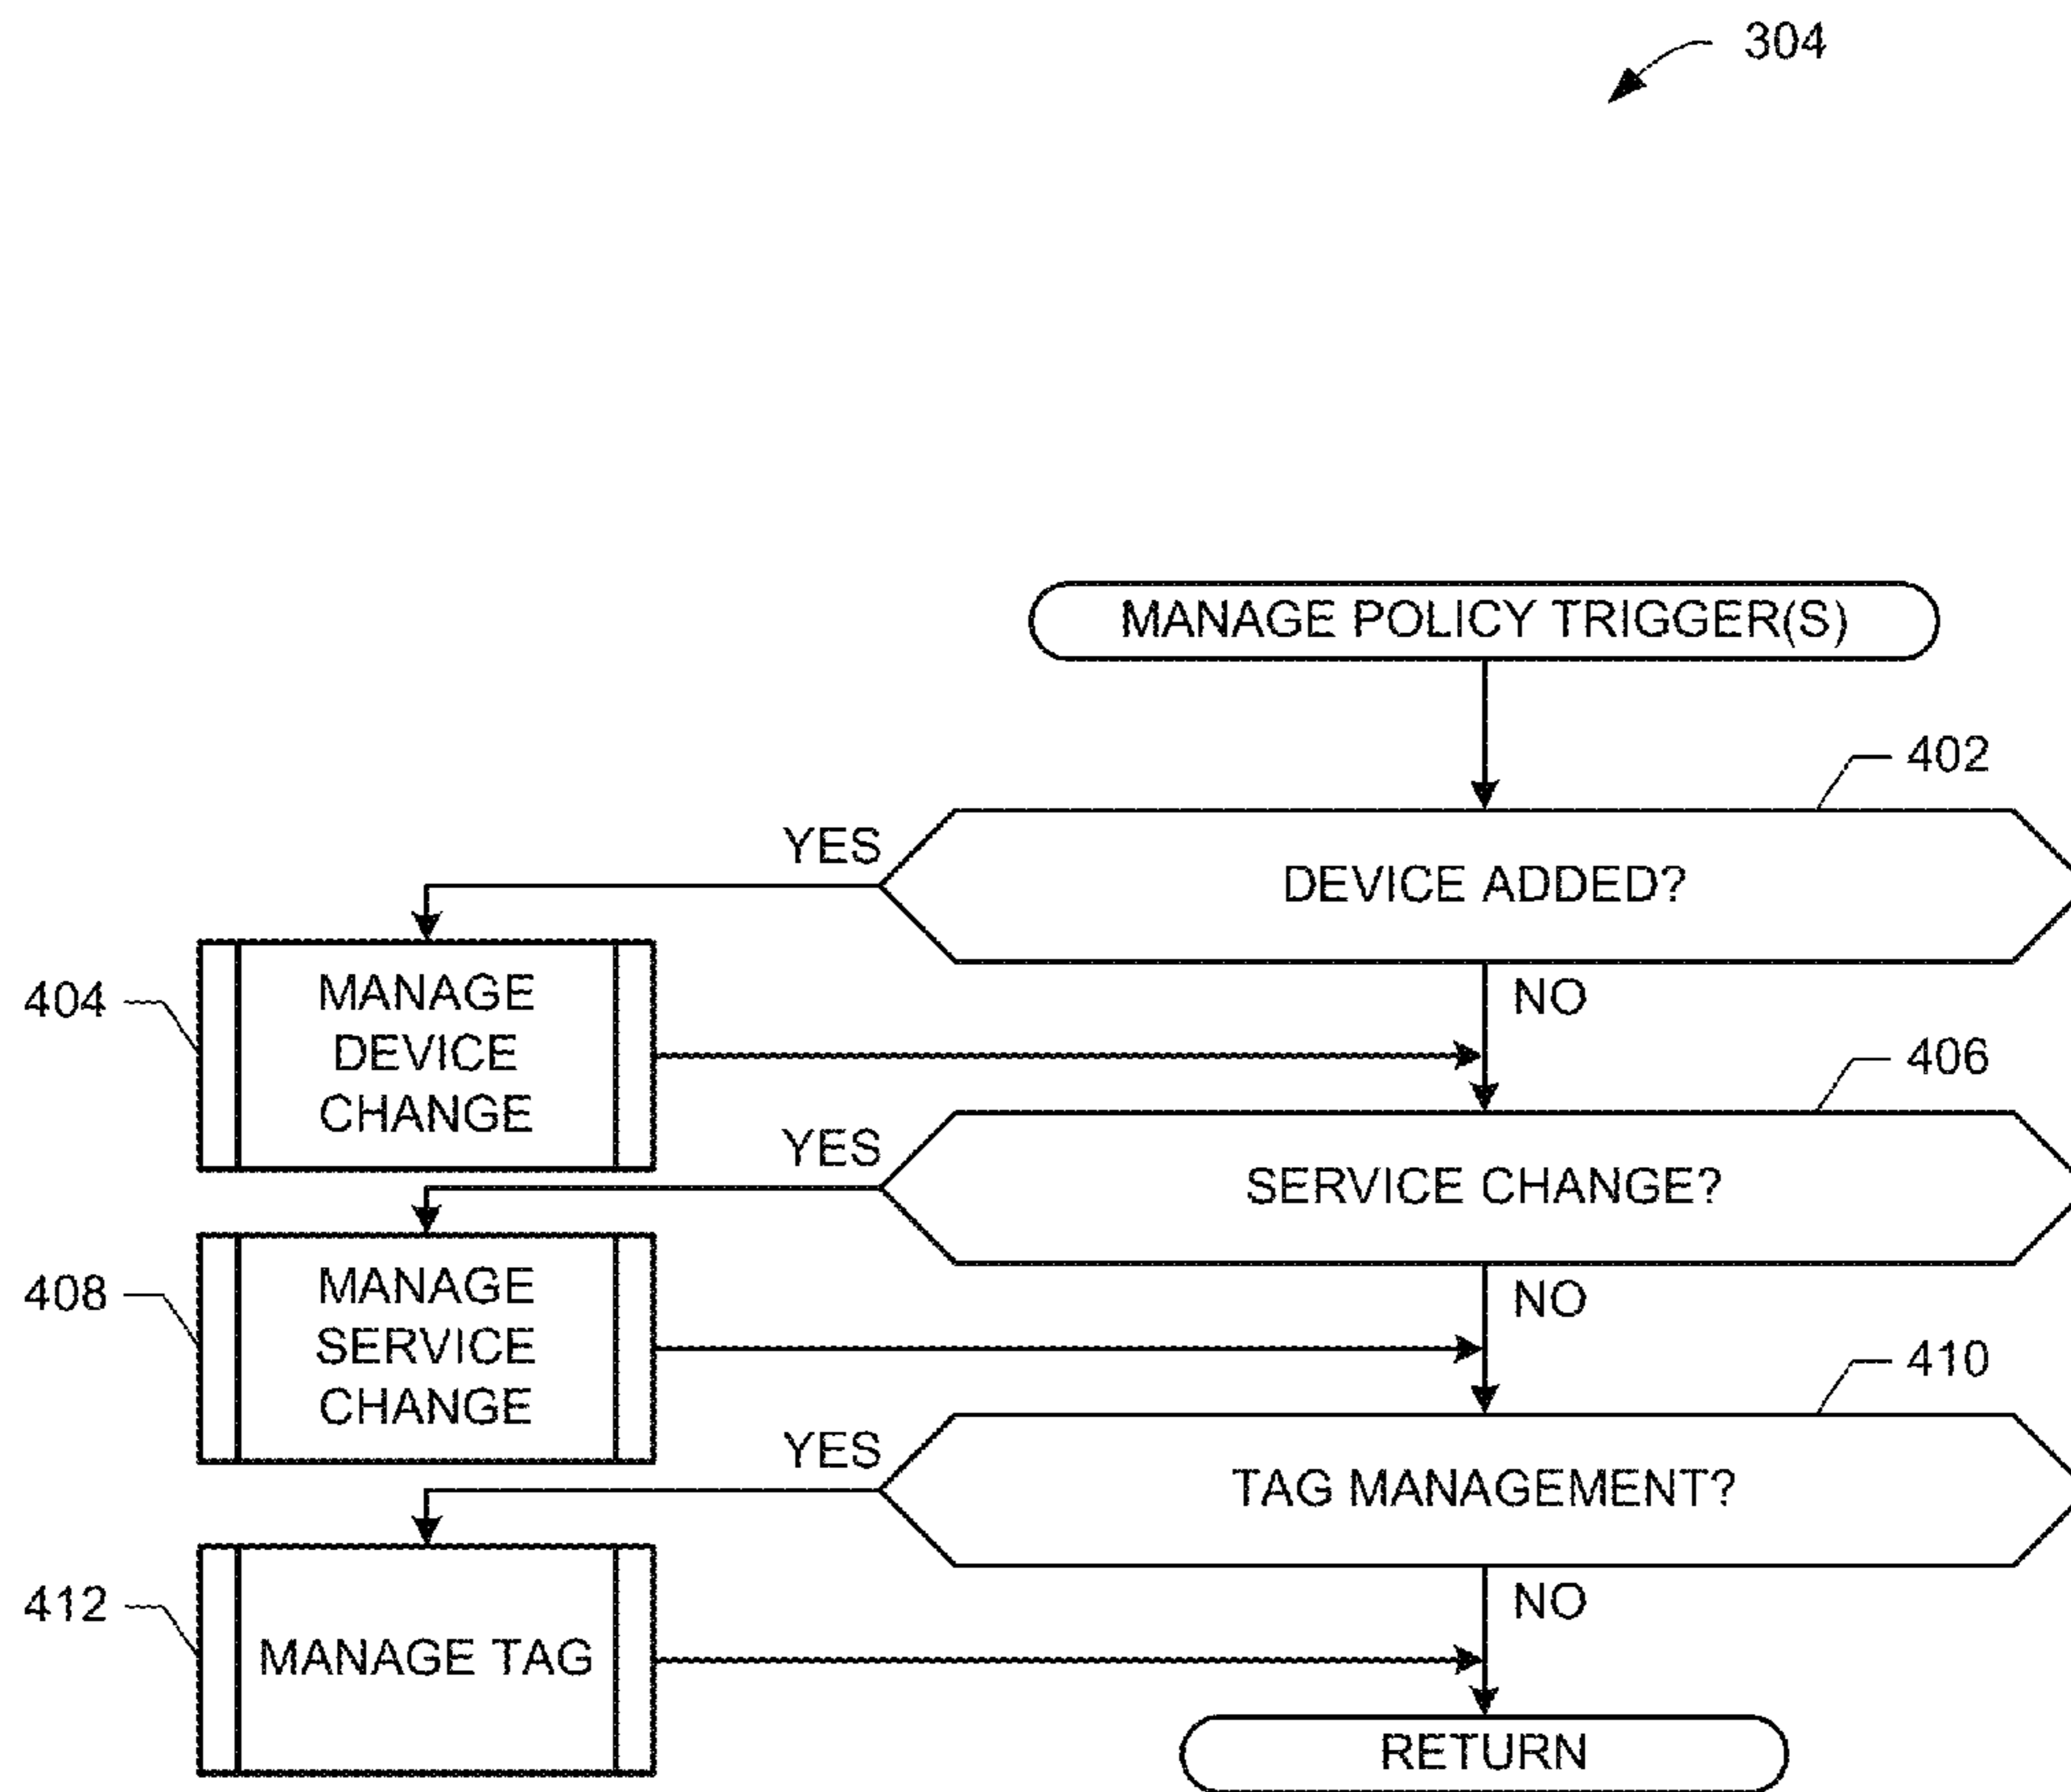 304
MANAGE POLICY TRIGGER(S)
402
YES
DEVICE ADDED?
NO
404
MANAGE
DEVICE
CHANGE
406
YES
SERVICE CHANGE?
NO
408
MANAGE
SERVICE
CHANGE
410
YES
TAG MANAGEMENT?
NO
412
MANAGE TAG
RETURN